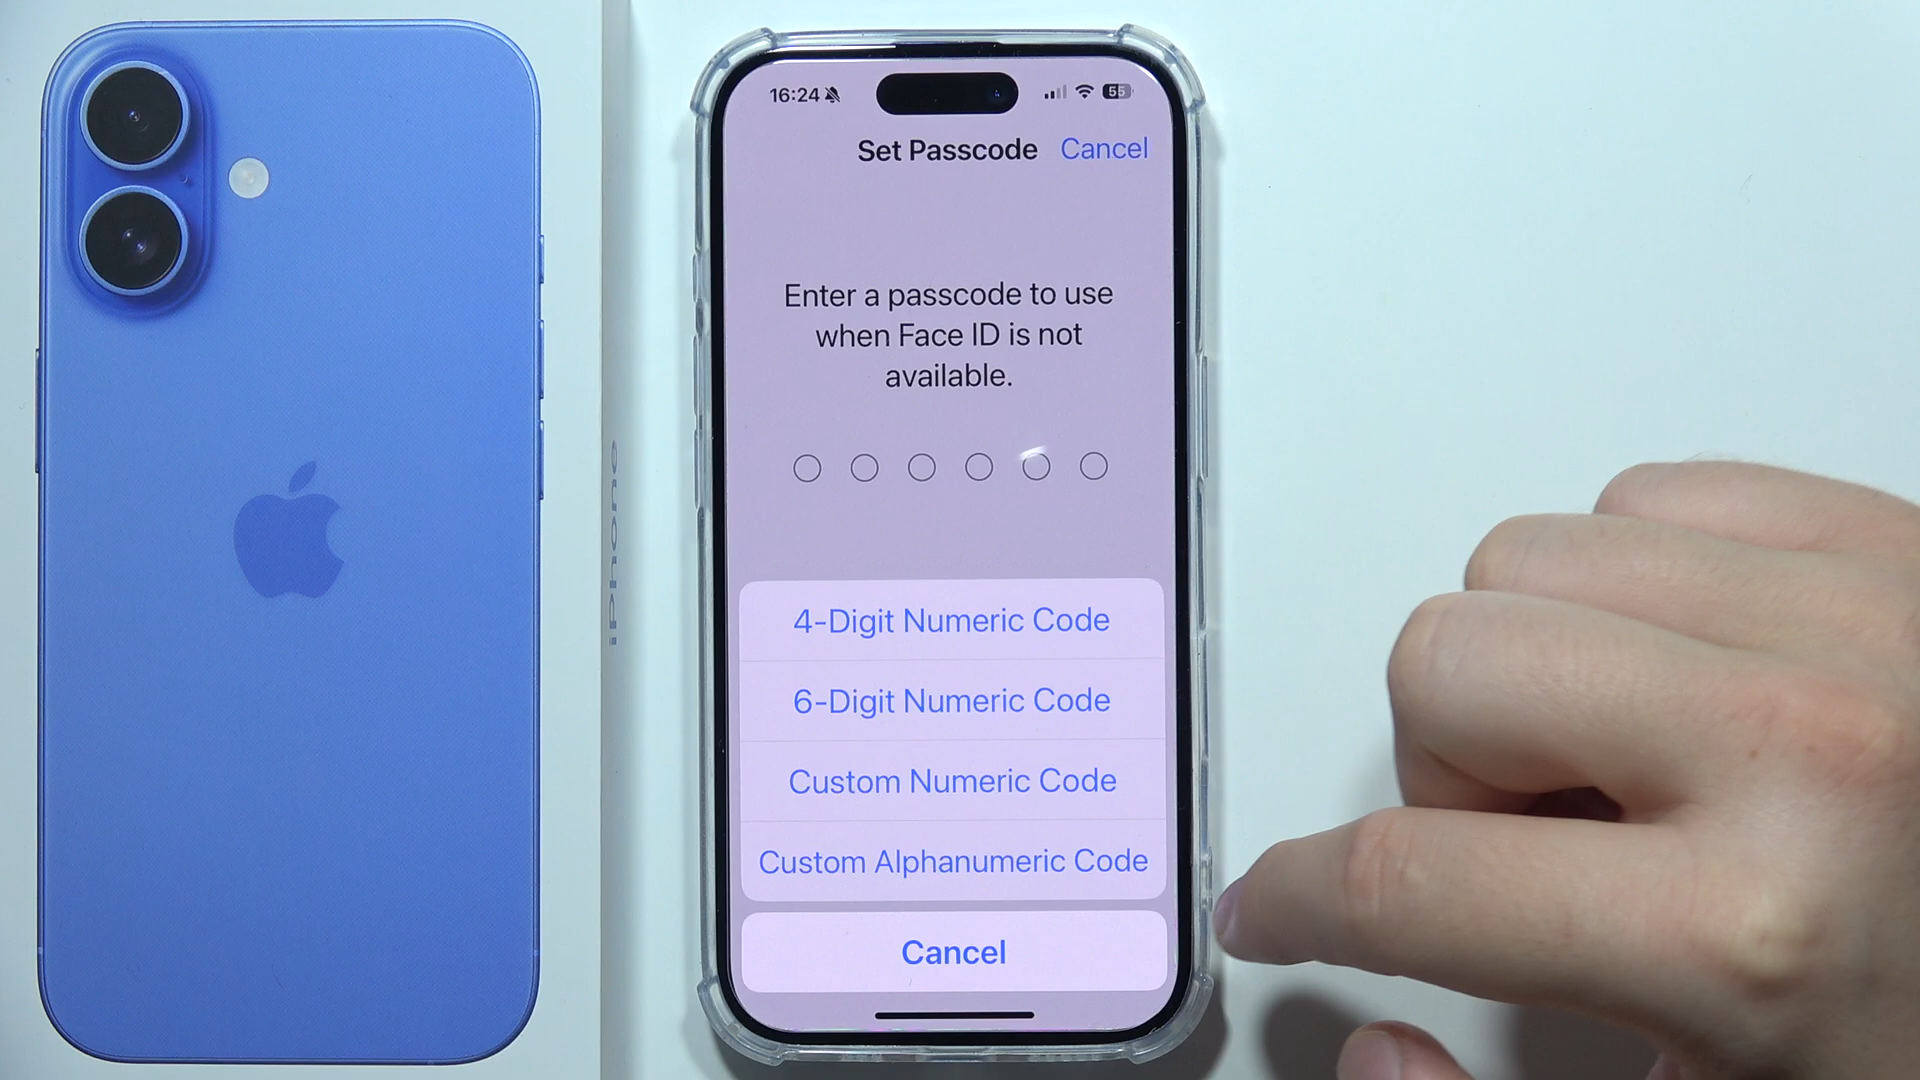 iPhone
16:24
55
Set Passcode
Cancel
Enter a passcode to use
when Face ID is not
available.
4-Digit Numeric Code
6-Digit Numeric Code
Custom Numeric Code
Custom Alphanumeric Code
Cancel